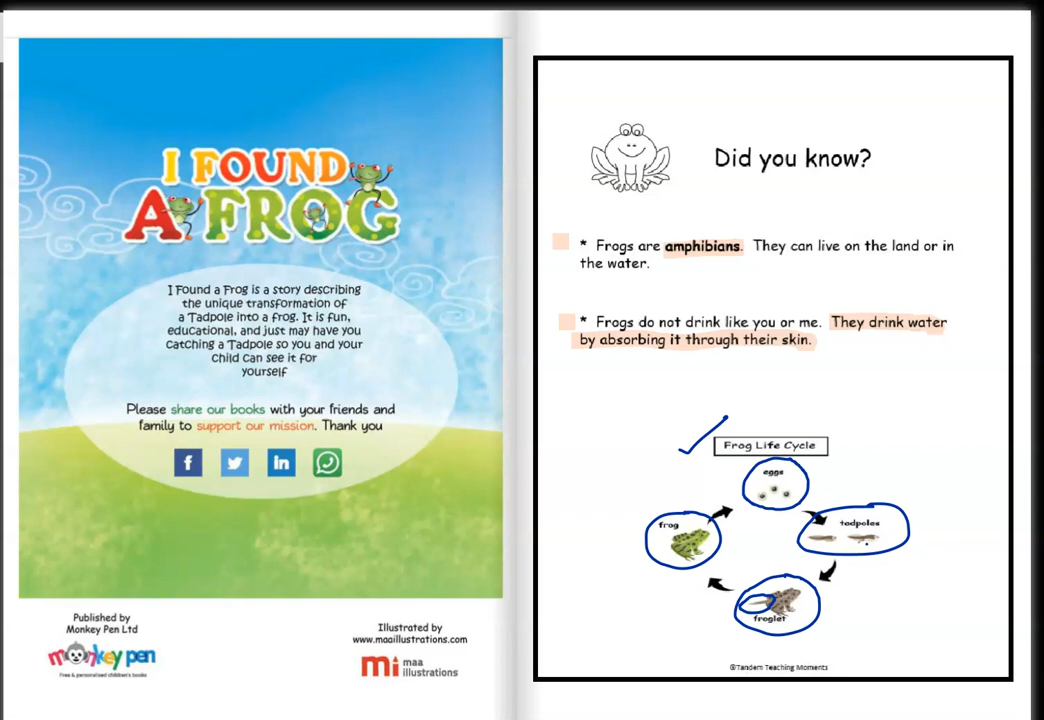 I FOUND
A FROG
I Found a Frog is a story describing
the unique transformation of
a Tadpole into a frog. It is fun,
educational, and just may have you
catching a Tadpole so you and your
child can see it for
yourself
Please share our books with your friends and
family to support our mission. Thank you
f
in
Published by
Monkey Pen Ltd
monkey pen
Free & personalised children's books
Illustrated by
www.maaillustrations.com
mi maa
illustrations
Did you know?
* Frogs are amphibians. They can live on the land or in
the water.
* Frogs do not drink like you or me. They drink water
by absorbing it through their skin.
Frog Life Cycle
eggs
frog
tadpoles
froglet
©Tandem Teaching Moments